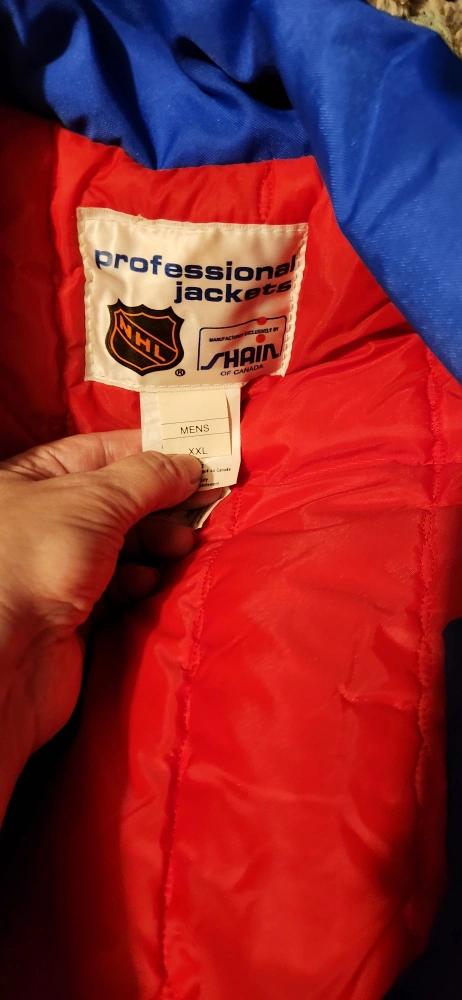 professional
jackets
NHL
®
MANUFACTURED EXCLUSIVELY BY
SHAIN
OF CANADA
MENS
XXL